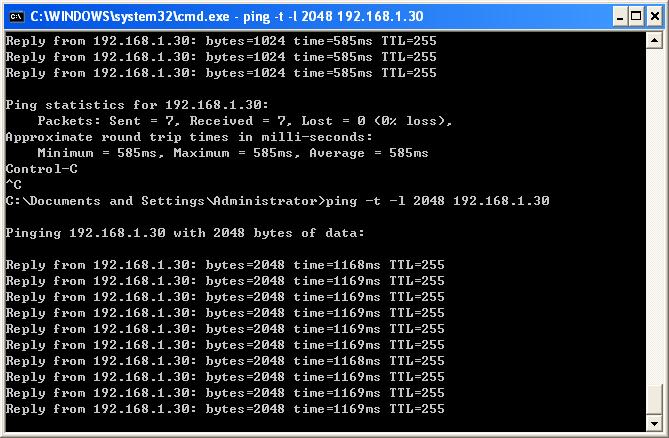 C:\WINDOWS\system32\cmd.exe - ping -t -l 2048 192.168.1.30
Reply from 192.168.1.30: bytes=1024 time=585ms TTL=255
Reply from 192.168.1.30: bytes=1024 time=585ms TTL=255
Reply from 192.168.1.30: bytes=1024 time=585ms TTL=255
Ping statistics for 192.168.1.30:
Packets: Sent = 7, Received = 7, Lost = 0 (0% loss),
Approximate round trip times in milli-seconds:
Minimum = 585ms, Maximum = 585ms, Average = 585ms
Control-C
^C
C:\Documents and Settings\Administrator>ping -t -l 2048 192.168.1.30
Pinging 192.168.1.30 with 2048 bytes of data:
Reply from 192.168.1.30: bytes=2048 time=1168ms TTL=255
Reply from 192.168.1.30: bytes=2048 time=1169ms TTL=255
Reply from 192.168.1.30: bytes=2048 time=1169ms TTL=255
Reply from 192.168.1.30: bytes=2048 time=1169ms TTL=255
Reply from 192.168.1.30: bytes=2048 time=1169ms TTL=255
Reply from 192.168.1.30: bytes=2048 time=1169ms TTL=255
Reply from 192.168.1.30: bytes=2048 time=1168ms TTL=255
Reply from 192.168.1.30: bytes=2048 time=1169ms TTL=255
Reply from 192.168.1.30: bytes=2048 time=1169ms TTL=255
Reply from 192.168.1.30: bytes=2048 time=1169ms TTL=255